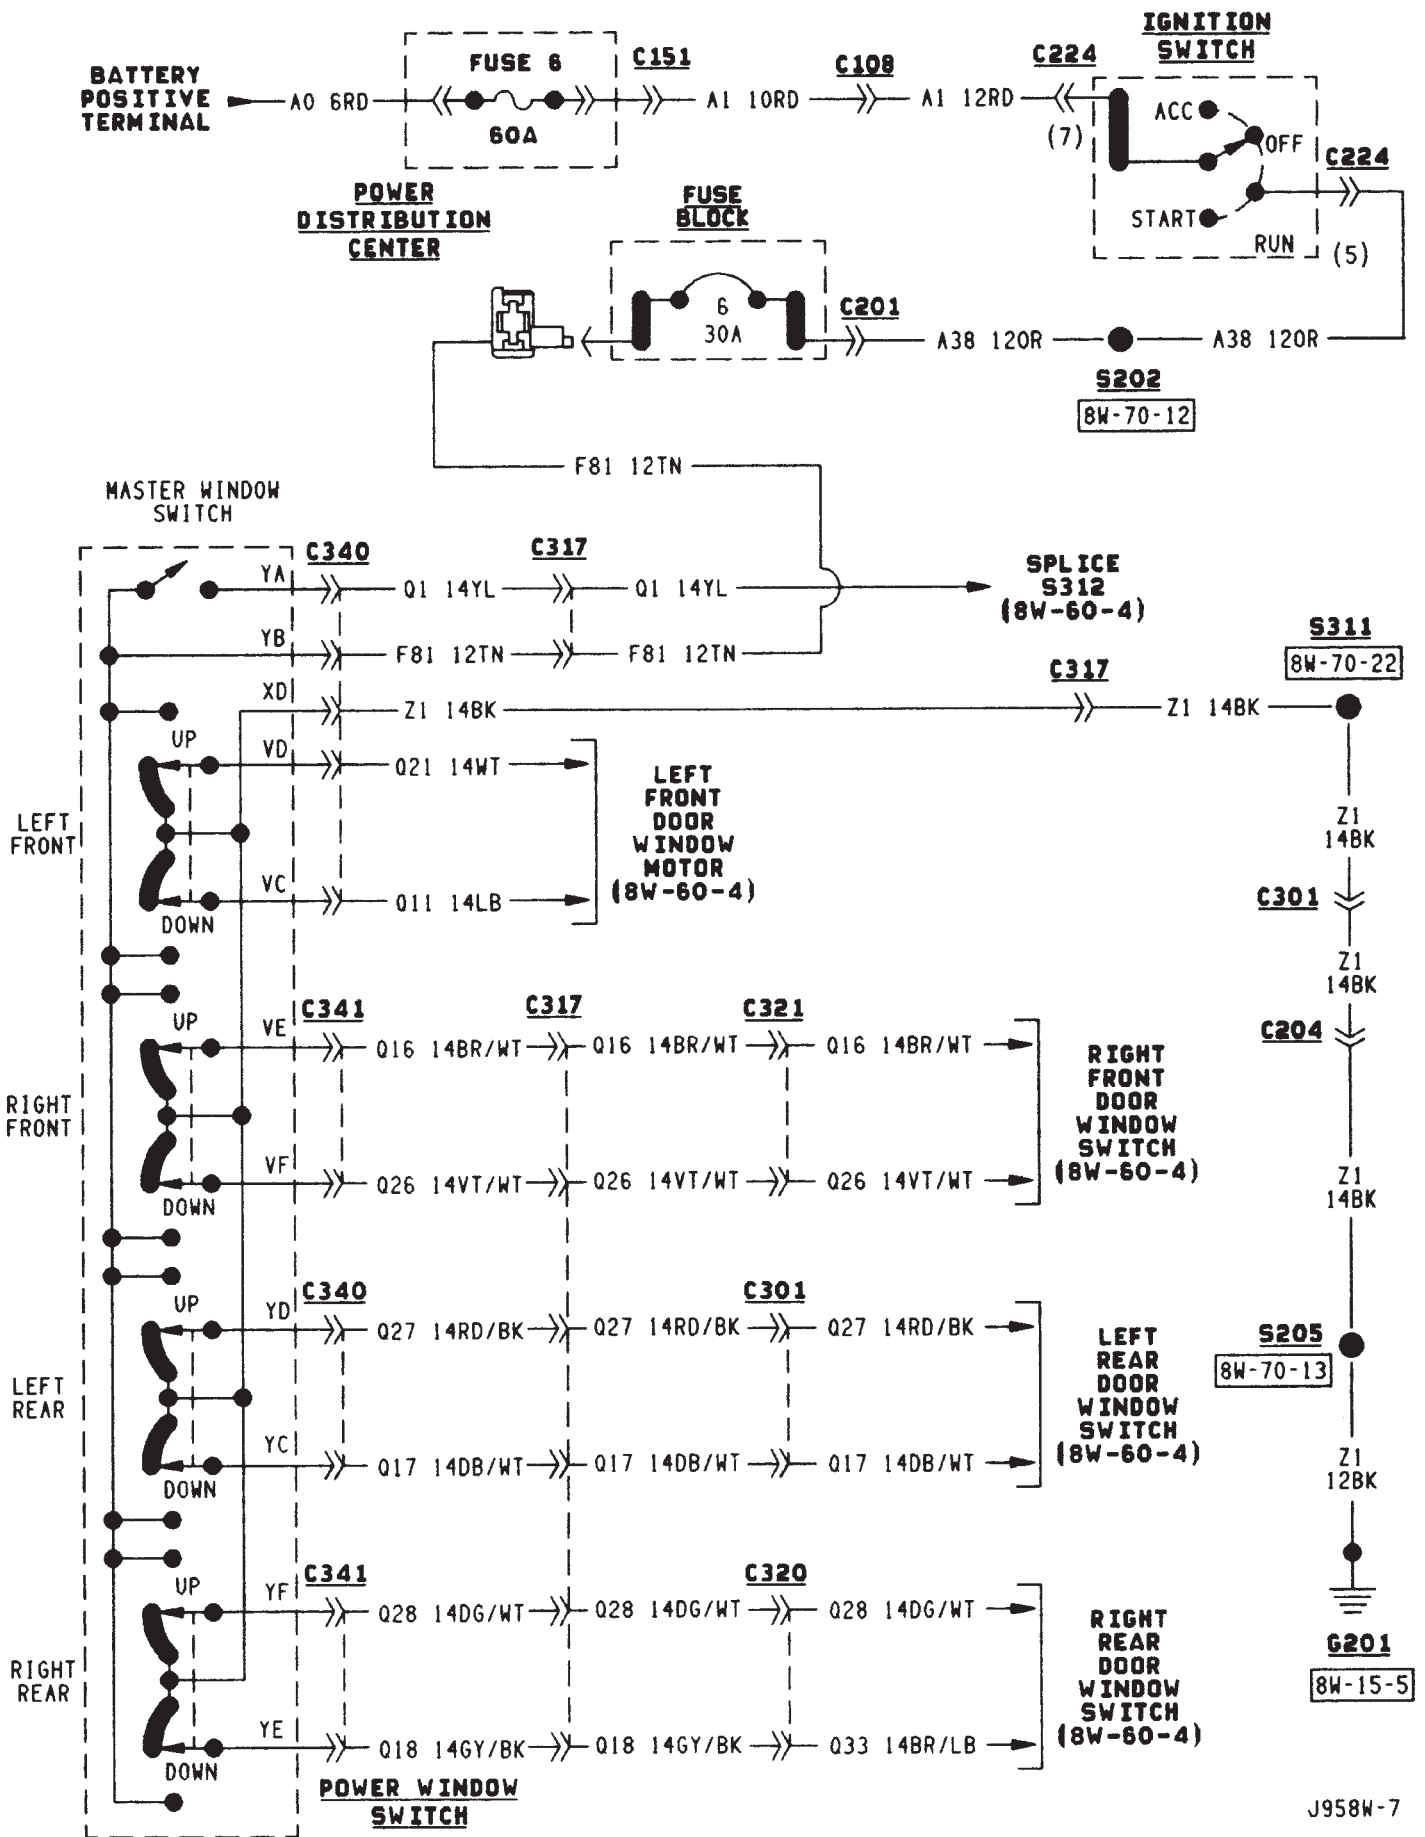 IGNITION
SWITCH
FUSE 6
C151
C108
C224
BATTERY
POSITIVE
TERMINAL
A0 6RD
A1 10RD
A1 12RD
ACC
60A
(7)
OFF
C224
POWER
DISTRIBUTION
CENTER
FUSE
BLOCK
START
RUN
(5)
6
30A
C201
A38 12OR
A38 12OR
S202
8W-70-12
F81 12TN
MASTER WINDOW
SWITCH
C340
C317
SPLICE
S312
(8W-60-4)
YA
Q1 14YL
Q1 14YL
YB
F81 12TN
F81 12TN
S311
8W-70-22
C317
XD
Z1 14BK
Z1 14BK
UP
VD
Q21 14WT
LEFT
FRONT
DOOR
WINDOW
MOTOR
(8W-60-4)
LEFT
FRONT
Z1
14BK
VC
Q11 14LB
DOWN
C301
Z1
14BK
C341
C317
C321
UP
VE
Q16 14BR/WT
Q16 14BR/WT
Q16 14BR/WT
C204
RIGHT
FRONT
DOOR
WINDOW
SWITCH
(8W-60-4)
RIGHT
FRONT
VF
Q26 14VT/WT
Q26 14VT/WT
Q26 14VT/WT
DOWN
Z1
14BK
C340
C301
UP
YD
Q27 14RD/BK
Q27 14RD/BK
Q27 14RD/BK
LEFT
REAR
DOOR
WINDOW
SWITCH
(8W-60-4)
S205
8W-70-13
LEFT
REAR
YC
Q17 14DB/WT
Q17 14DB/WT
Q17 14DB/WT
DOWN
Z1
12BK
C341
C320
UP
YF
Q28 14DG/WT
Q28 14DG/WT
Q28 14DG/WT
RIGHT
REAR
DOOR
WINDOW
SWITCH
(8W-60-4)
G201
8W-15-5
RIGHT
REAR
YE
Q18 14GY/BK
Q18 14GY/BK
Q33 14BR/LB
DOWN
POWER WINDOW
SWITCH
J958W-7